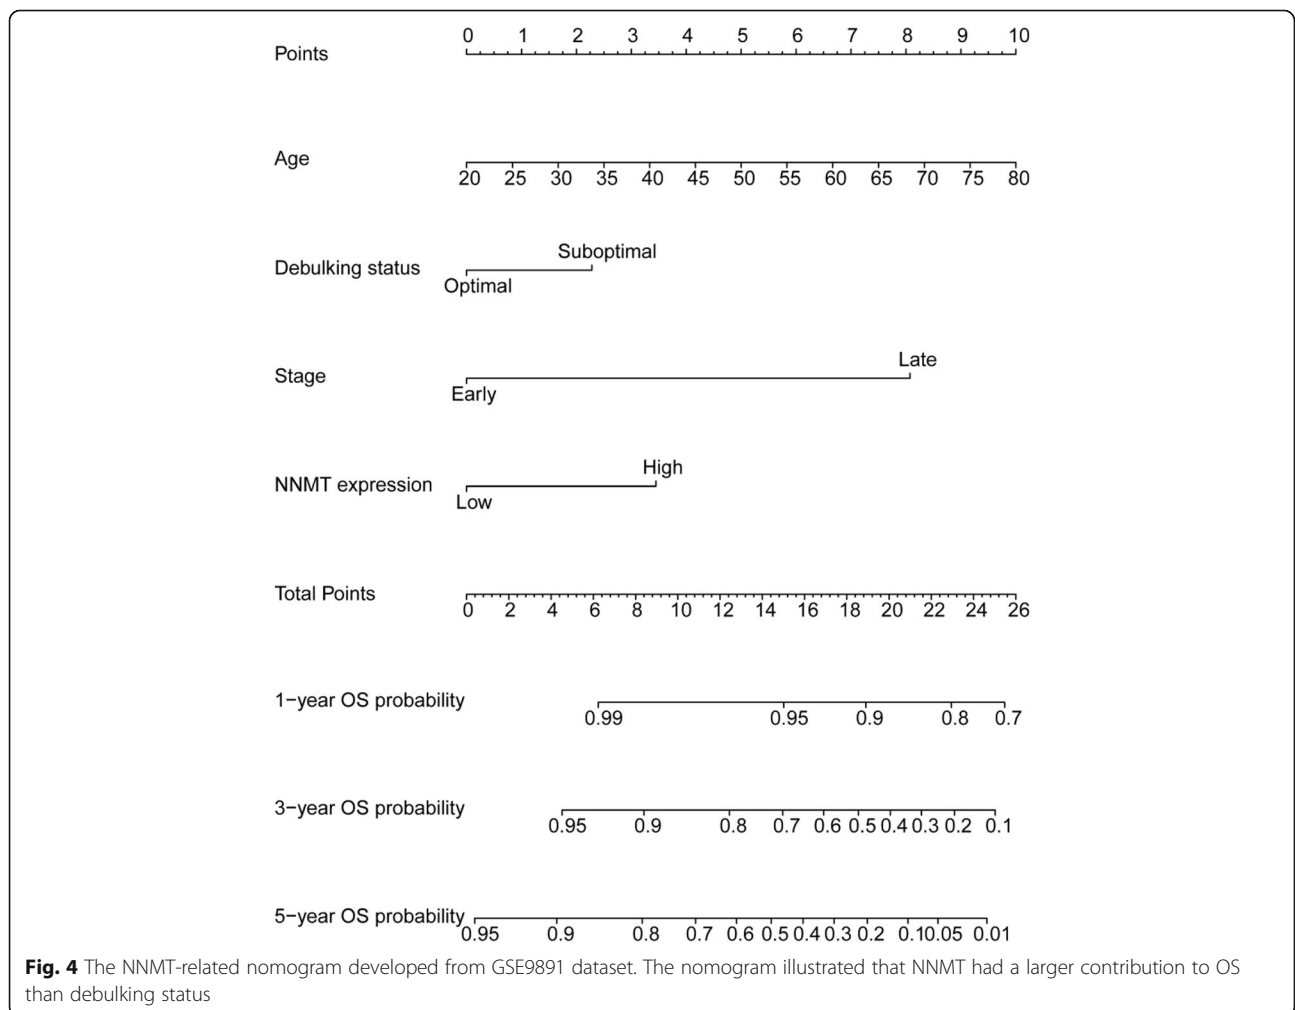 Points 0 1 2 3 4 5 6 7 8 9 10
Age
20 25 30 35 40 45 50 55 60 65 70 75 80
Suboptimal
Debulking status
Optimal
Late
Stage
Early
High
NNMT expression
Low
Total Points
0 2 4 6 8 10 12 14 16 18 20 22 24 26
1−year OS probability
0.99 0.95 0.9 0.8 0.7
3−year OS probability
0.95 0.9 0.8 0.7 0.6 0.5 0.4 0.3 0.2 0.1
5−year OS probability
0.95 0.9 0.8 0.7 0.6 0.5 0.4 0.3 0.2 0.10.05 0.01
Fig. 4 The NNMT-related nomogram developed from GSE9891 dataset. The nomogram illustrated that NNMT had a larger contribution to OS
than debulking status